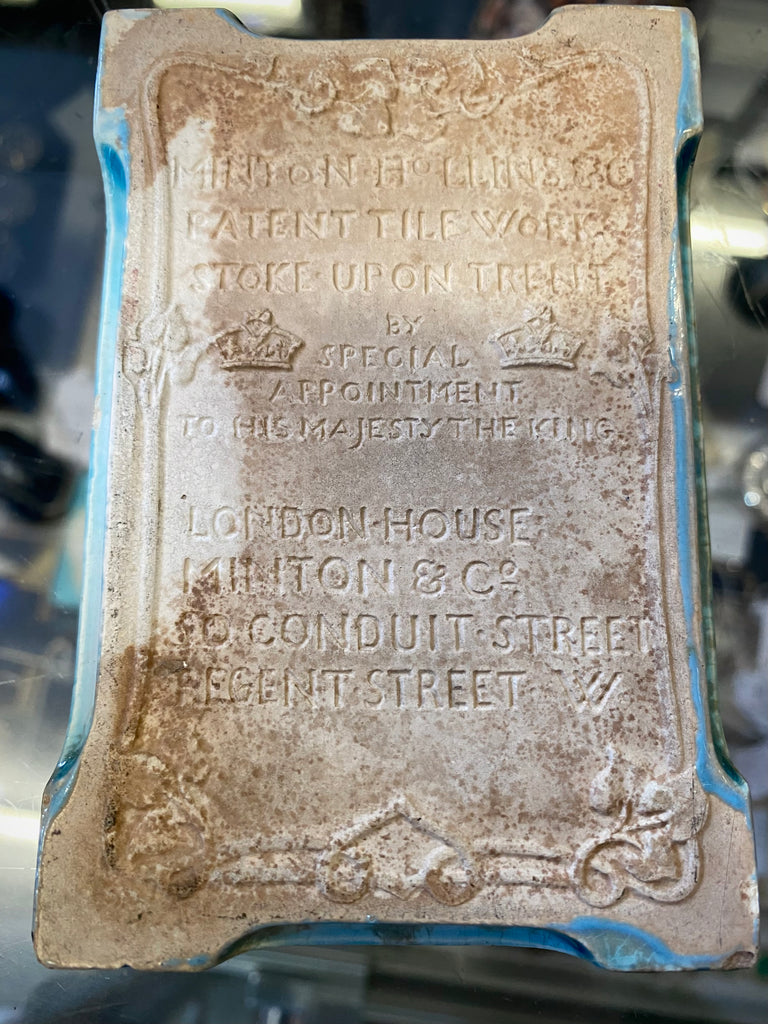 MINTON·HOLLINS & Co
PATENT TILE WORKS
STOKE·UPON TRENT
BY
SPECIAL
APPOINTMENT
TO HIS MAJESTY THE KING
LONDON·HOUSE
MINTON & Co
50 CONDUIT·STREET
REGENT·STREET·W.